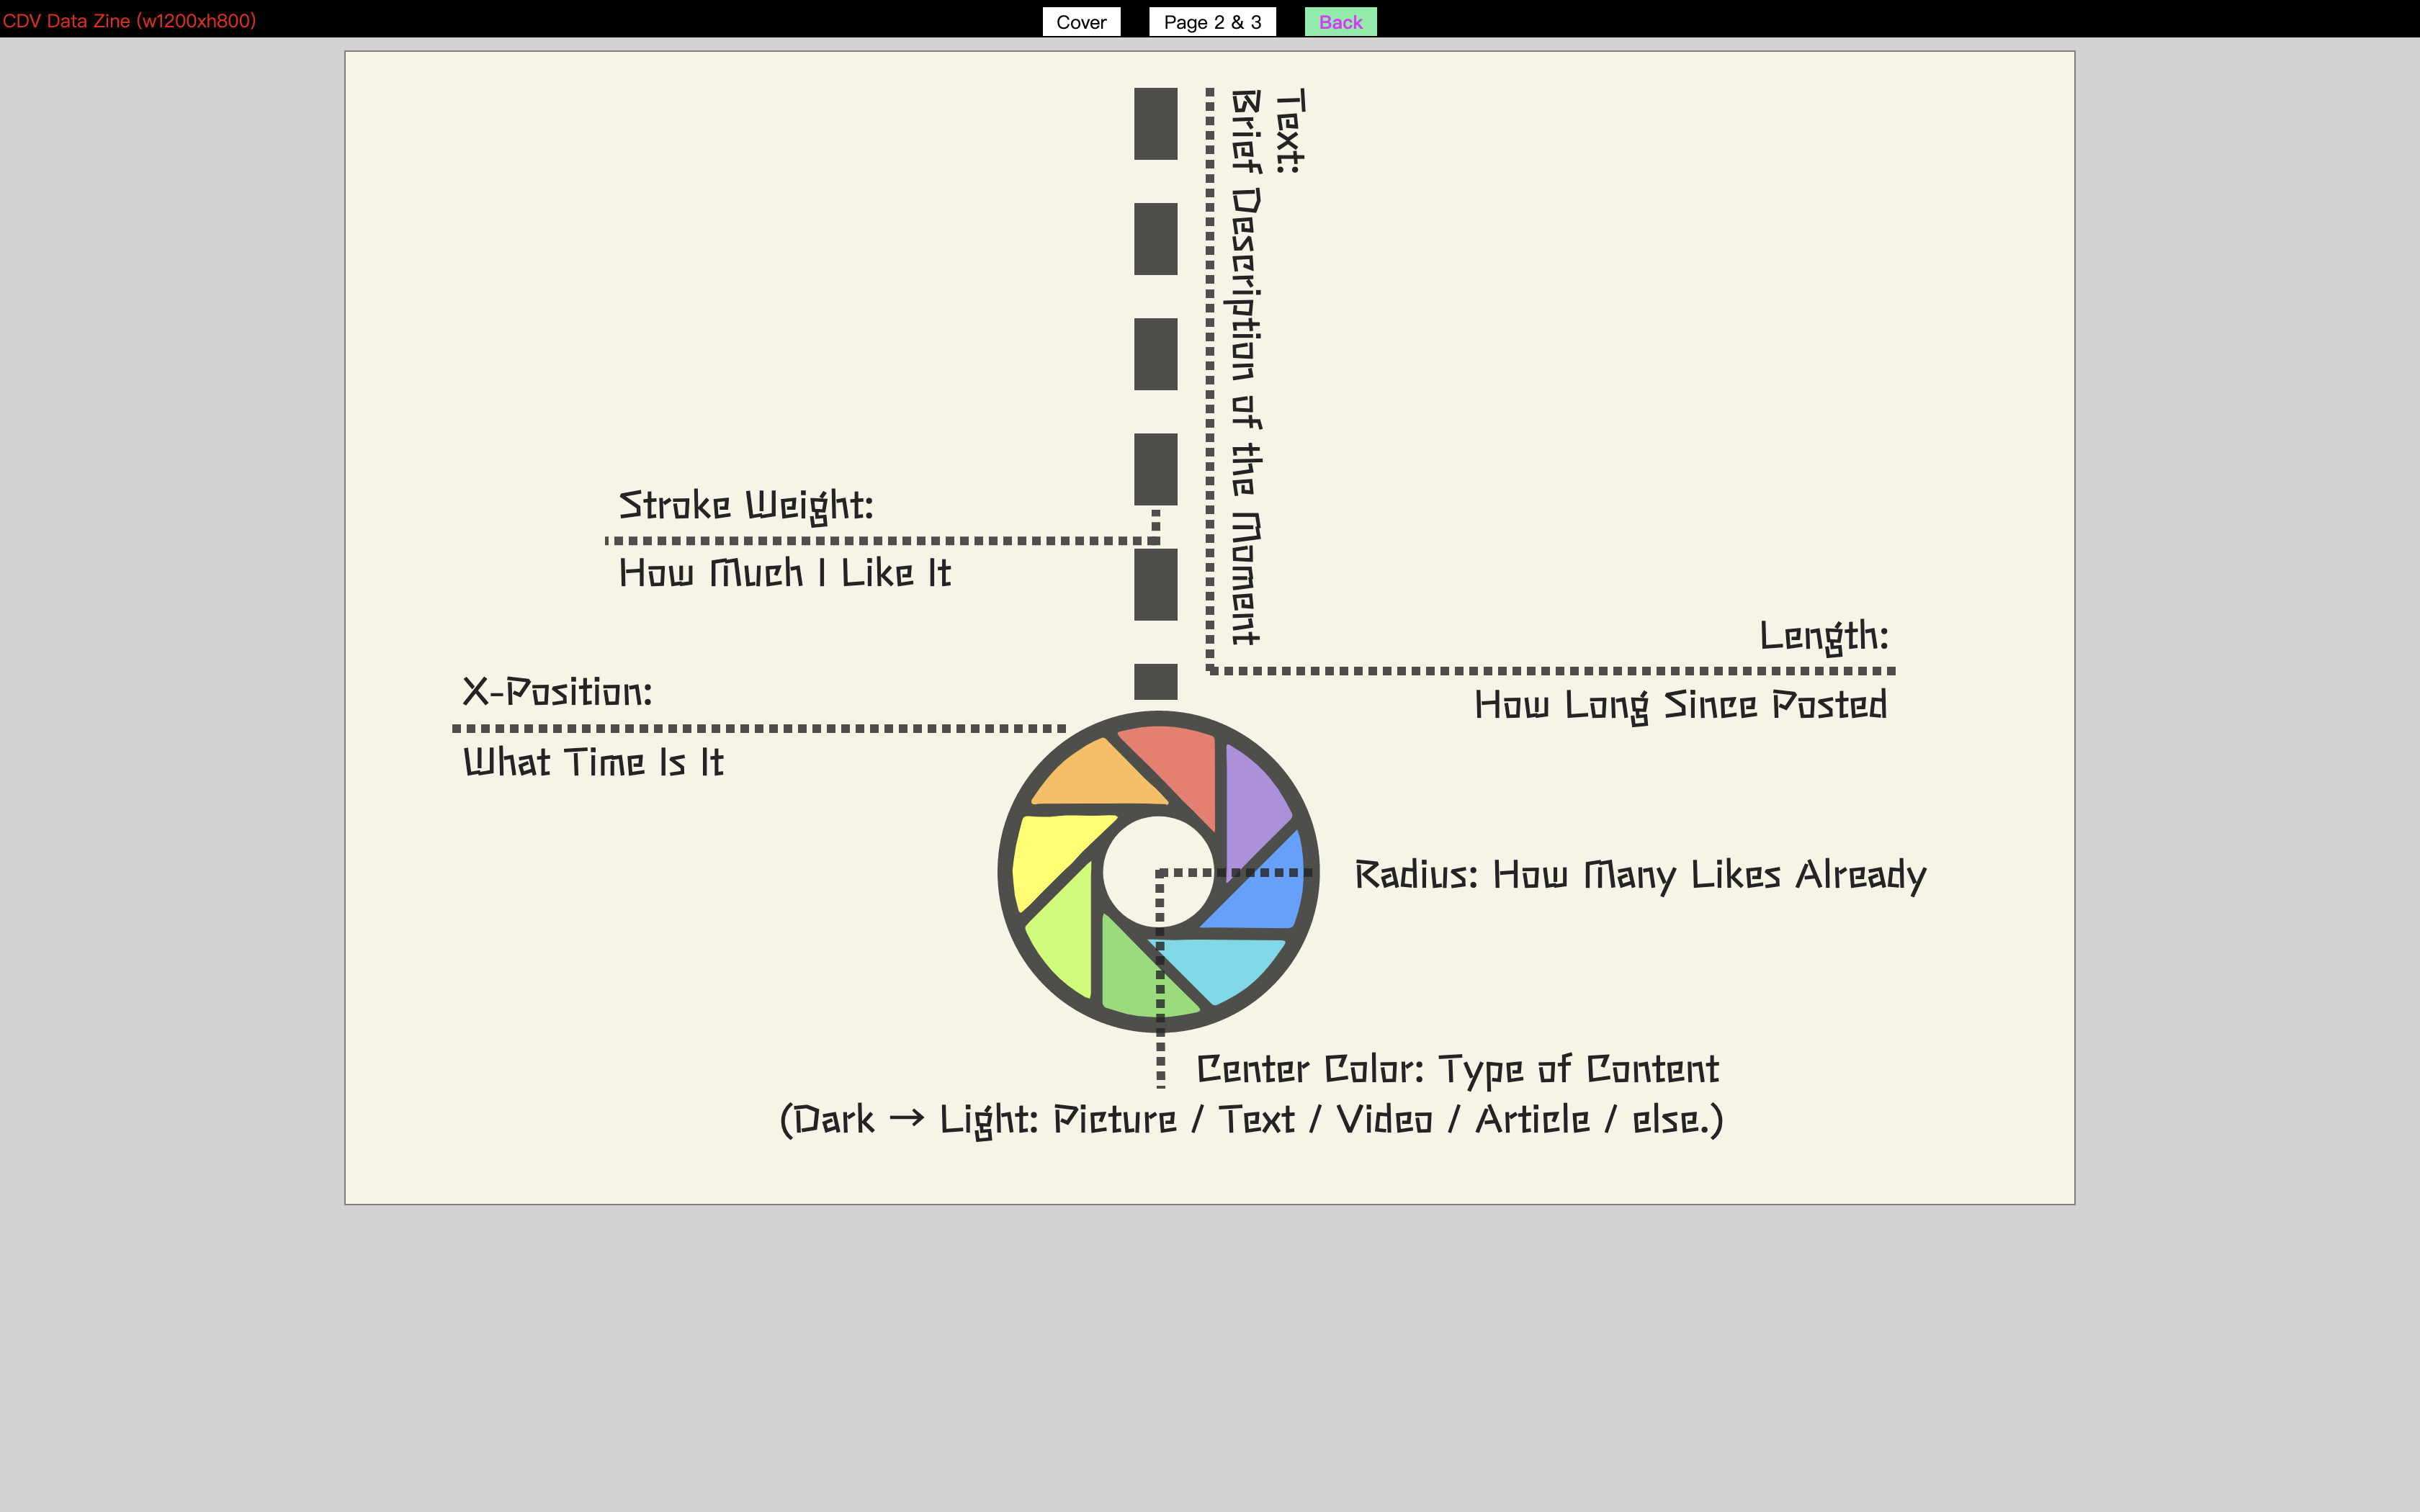 CDV Data Zine (w1200xh800)
Cover
Page 2 & 3
Back
Text:
Brief Description of the Moment
Stroke Weight:
How Much I Like It
Length:
How Long Since Posted
X-Position:
What Time Is It
Radius: How Many Likes Already
Center Color: Type of Content
(Dark → Light: Picture / Text / Video / Article / else.)